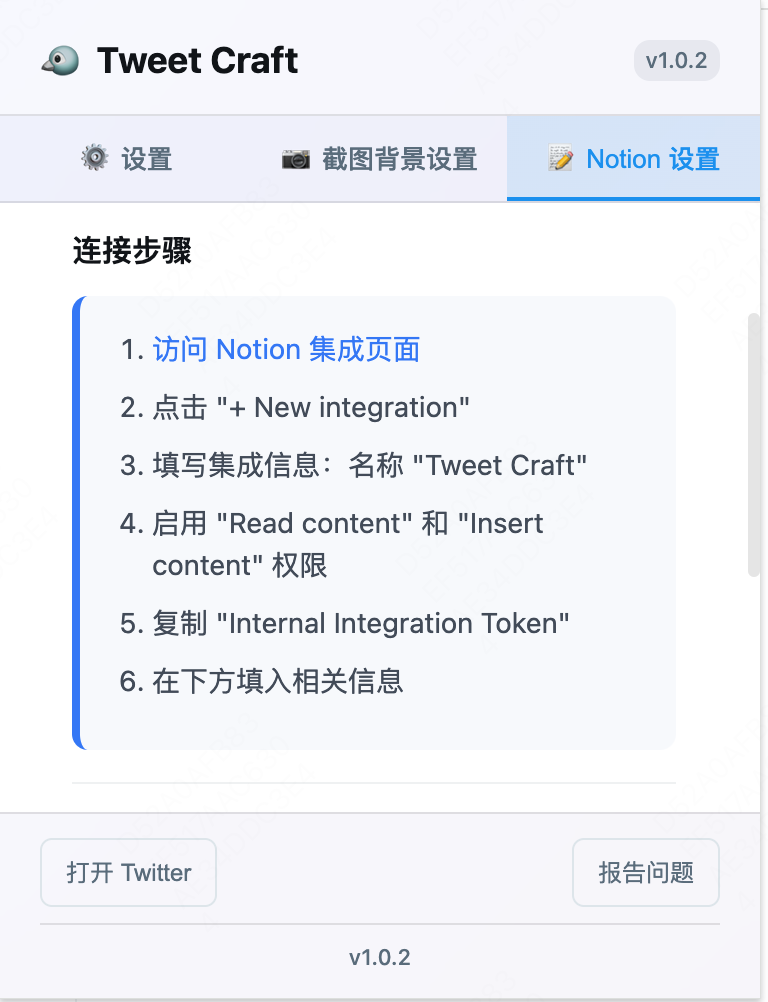 Tweet Craft
v1.0.2
设置
截图背景设置
Notion 设置
连接步骤
1. 访问 Notion 集成页面
2. 点击 "+ New integration"
3. 填写集成信息：名称 "Tweet Craft"
4. 启用 "Read content" 和 "Insert
content" 权限
5. 复制 "Internal Integration Token"
6. 在下方填入相关信息
打开 Twitter
报告问题
v1.0.2